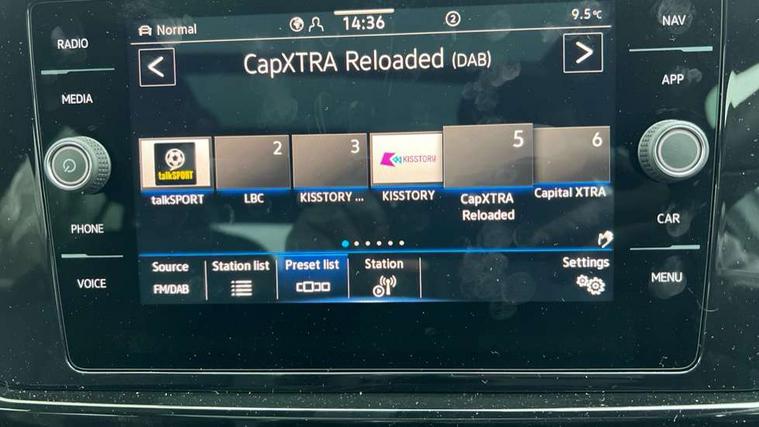 Normal
14:36
2
9.5°C
CapXTRA Reloaded (DAB)
<
>
talkSPORT
2
3
KISSTORY
5
6
talkSPORT
LBC
KISSTORY ...
KISSTORY
CapXTRA
Reloaded
Capital XTRA
Source
FM/DAB
Station list
Preset list
Station
Settings
RADIO
MEDIA
PHONE
VOICE
NAV
APP
CAR
MENU